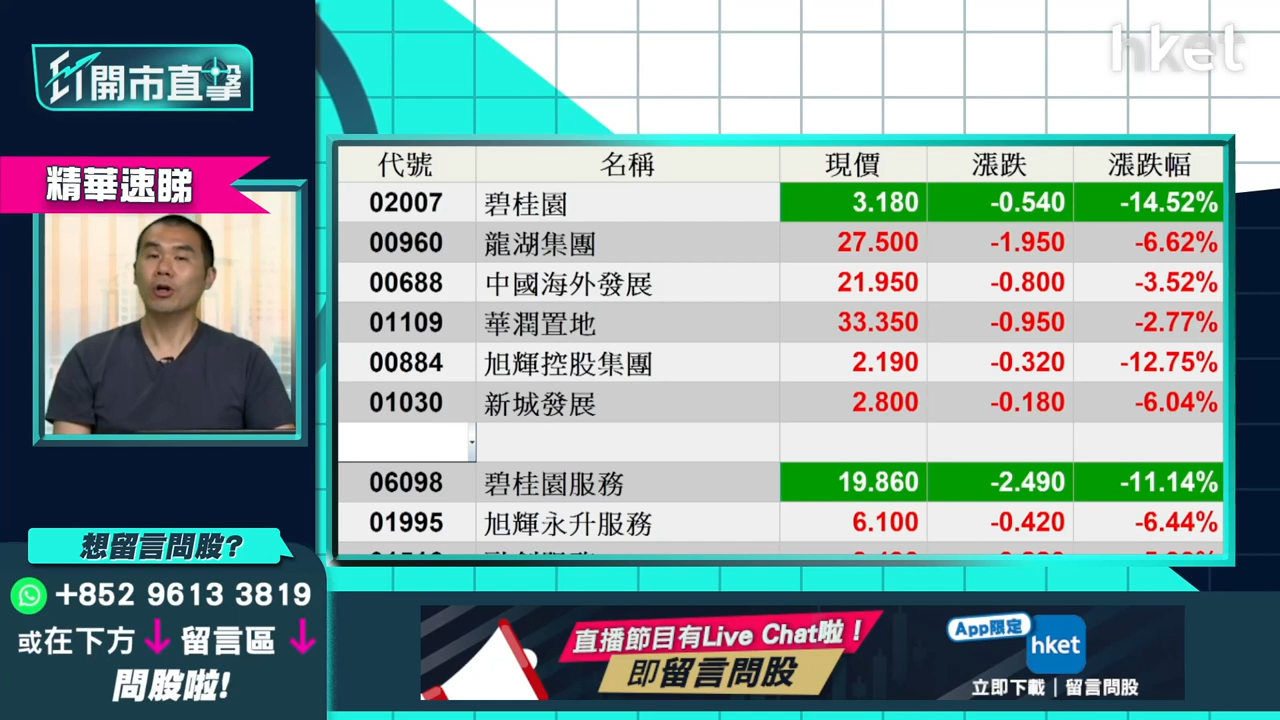 hket
ET開市直擊
精華速睇
代號 名稱 現價 漲跌 漲跌幅
02007 碧桂園 3.180 -0.540 -14.52%
00960 龍湖集團 27.500 -1.950 -6.62%
00688 中國海外發展 21.950 -0.800 -3.52%
01109 華潤置地 33.350 -0.950 -2.77%
00884 旭輝控股集團 2.190 -0.320 -12.75%
01030 新城發展 2.800 -0.180 -6.04%
06098 碧桂園服務 19.860 -2.490 -11.14%
01995 旭輝永升服務 6.100 -0.420 -6.44%
想留言問股?
+852 9613 3819
或在下方↓留言區↓
問股啦!
直播節目有Live Chat啦！
即留言問股
App限定
hket
立即下載｜留言問股